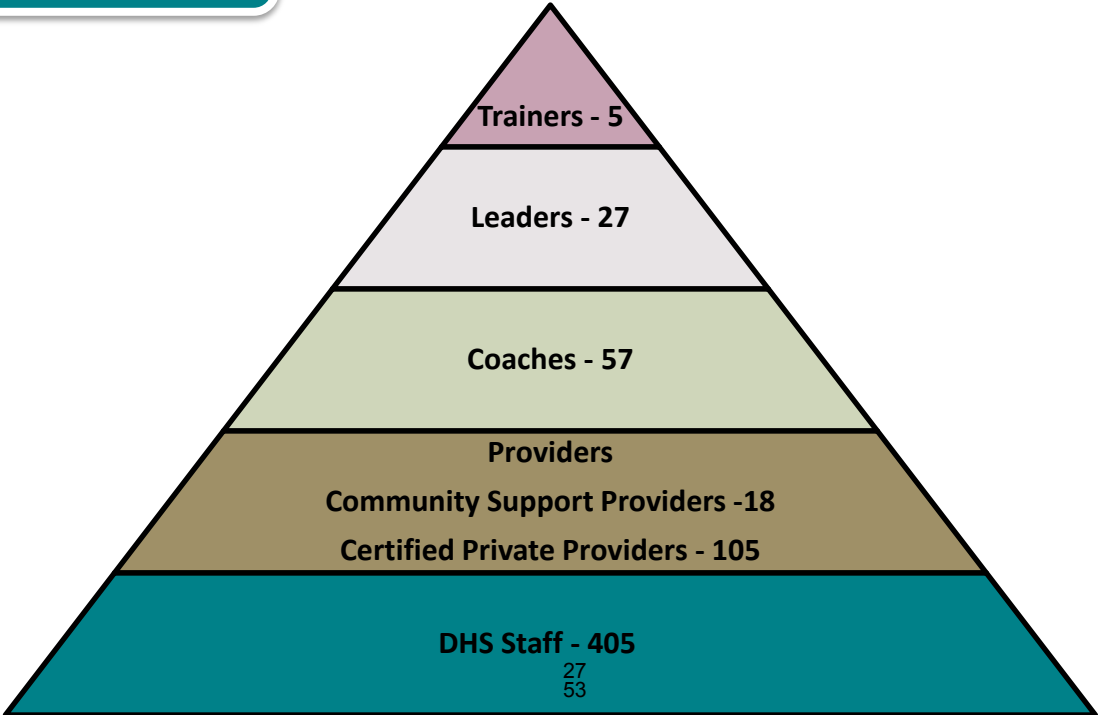 Trainers - 5
Leaders - 27
Coaches - 57
Providers
Community Support Providers -18
Certified Private Providers - 105
DHS Staff - 405
27
53